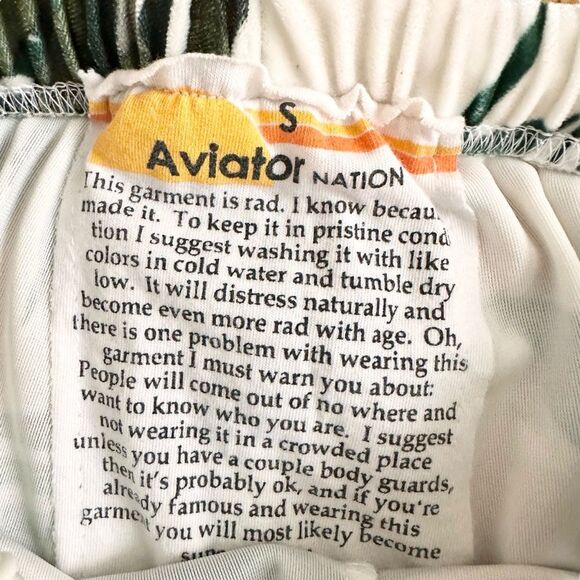 S
Aviator NATION
This garment is rad. I know becau
made it. To keep it in pristine cond
tion I suggest washing it with like
colors in cold water and tumble dry
low. It will distress naturally and
become even more rad with age. Oh,
there is one problem with wearing this
garment I must warn you about:
People will come out of no where and
want to know who you are. I suggest
not wearing it in a crowded place
unless you have a couple body guards,
then it's probably ok, and if you're
already famous and wearing this
garment you will most likely become